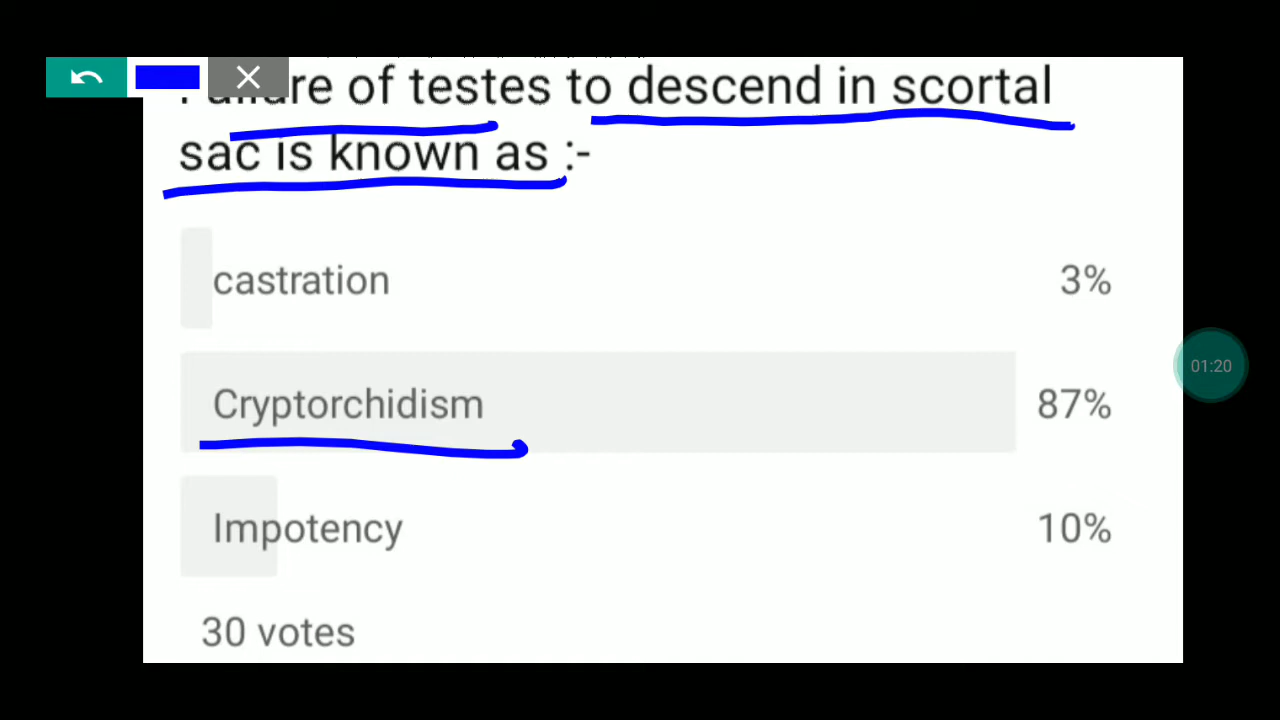 Failure of testes to descend in scortal
sac is known as :-
castration 3%
Cryptorchidism 87%
Impotency 10%
30 votes
01:20